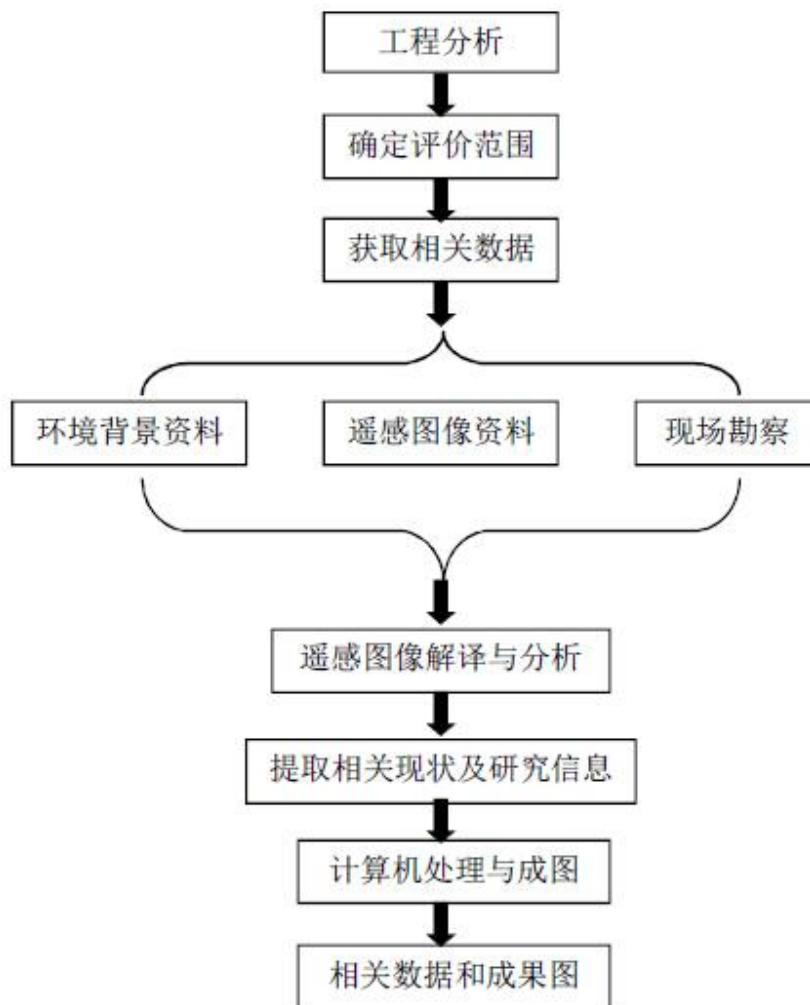 工程分析
确定评价范围
获取相关数据
环境背景资料
遥感图像资料
现场勘察
遥感图像解译与分析
提取相关现状及研究信息
计算机处理与成图
相关数据和成果图